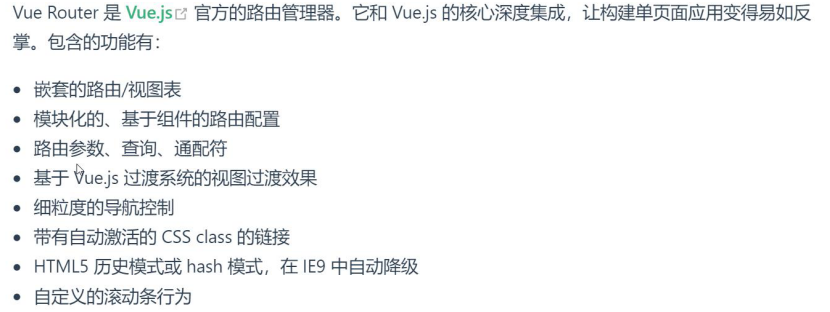 Vue Router 是 Vue.js 官方的路由管理器。它和 Vue.js 的核心深度集成，让构建单页面应用变得易如反
掌。包含的功能有：
嵌套的路由/视图表
模块化的、基于组件的路由配置
路由参数、查询、通配符
基于 Vue.js 过渡系统的视图过渡效果
细粒度的导航控制
带有自动激活的 CSS class 的链接
HTML5 历史模式或 hash 模式，在 IE9 中自动降级
自定义的滚动条行为